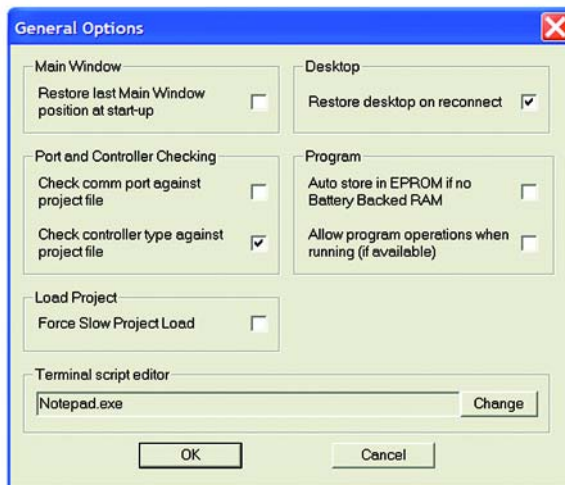 General Options
Main Window
Restore last Main Window
position at start-up
Desktop
Restore desktop on reconnect
Port and Controller Checking
Check comm port against
project file
Check controller type against
project file
Program
Auto store in EPROM if no
Battery Backed RAM
Allow program operations when
running (if available)
Load Project
Force Slow Project Load
Terminal script editor
Notepad.exe
Change
OK
Cancel